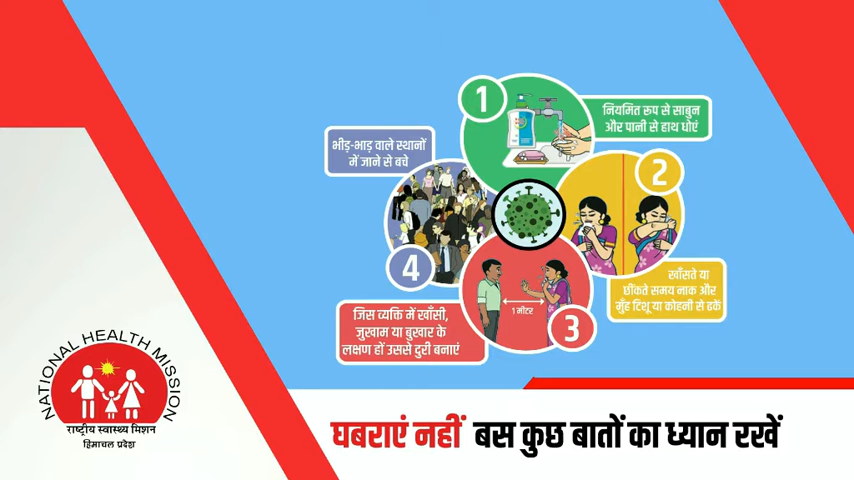 1
नियमित रूप से साबुन
और पानी से हाथ धोएं
2
खाँसते या
छींकते समय नाक और
मुँह टिशू या कोहनी से ढकें
1 मीटर
3
जिस व्यक्ति में खाँसी,
जुखाम या बुखार के
लक्षण हों उससे दुरी बनाएं
4
भीड़-भाड़ वाले स्थानों
में जाने से बचे
NATIONAL HEALTH MISSION
राष्ट्रीय स्वास्थ्य मिशन
हिमाचल प्रदेश
घबराएं नहीं बस कुछ बातों का ध्यान रखें